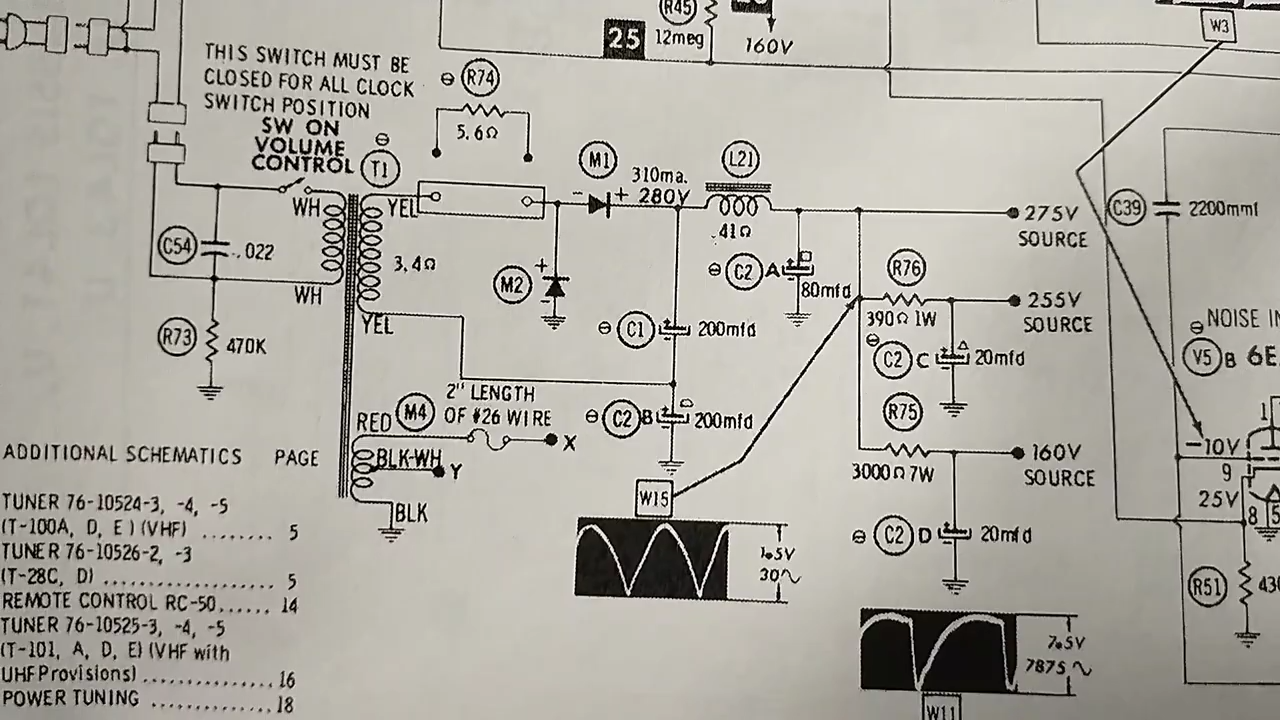 R45
12meg
25
160V
W3
THIS SWITCH MUST BE
CLOSED FOR ALL CLOCK
SWITCH POSITION
SW ON
VOLUME
CONTROL
T1
R74
5.6Ω
M1
310ma.
- + 280V
L21
.41Ω
WH
YEL
C54
.022
3.4Ω
M2
+
-
C2 A
80mfd
275V
SOURCE
C39
2200mmf
R76
390Ω 1W
255V
SOURCE
WH
YEL
R73
470K
C1
200mfd
C2 C
20mfd
NOISE IN
V5 B 6E
2" LENGTH
OF #26 WIRE
RED
M4
X
BLK-WH
Y
BLK
C2 B
200mfd
R75
3000Ω 7W
160V
SOURCE
-10V
1
9
25V
8 5
W15
1.5V
30∿
C2 D
20mfd
R51
430
7.5V
7875∿
W11
ADDITIONAL SCHEMATICS PAGE
TUNER 76-10524-3, -4, -5
(T-100A, D, E) (VHF) ........ 5
TUNER 76-10526-2, -3
(T-28C, D) ................... 5
REMOTE CONTROL RC-50...... 14
TUNER 76-10525-3, -4, -5
(T-101, A, D, E) (VHF with
UHF Provisions) ............... 16
POWER TUNING .............. 18